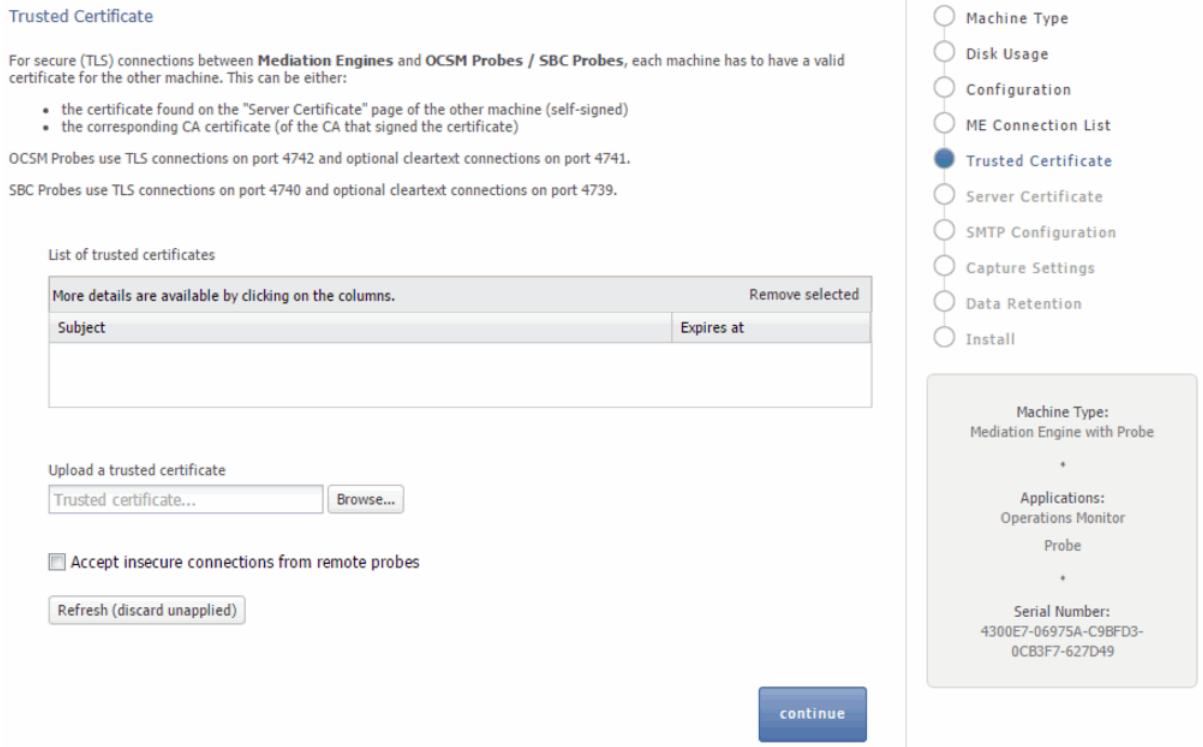 Trusted Certificate
For secure (TLS) connections between Mediation Engines and OCSM Probes / SBC Probes, each machine has to have a valid
certificate for the other machine. This can be either:
• the certificate found on the "Server Certificate" page of the other machine (self-signed)
• the corresponding CA certificate (of the CA that signed the certificate)
OCSM Probes use TLS connections on port 4742 and optional cleartext connections on port 4741.
SBC Probes use TLS connections on port 4740 and optional cleartext connections on port 4739.
List of trusted certificates
More details are available by clicking on the columns. Remove selected
Subject Expires at
Upload a trusted certificate
Trusted certificate... Browse...
Accept insecure connections from remote probes
Refresh (discard unapplied)
continue
Machine Type
Disk Usage
Configuration
ME Connection List
Trusted Certificate
Server Certificate
SMTP Configuration
Capture Settings
Data Retention
Install
Machine Type:
Mediation Engine with Probe
Applications:
Operations Monitor
Probe
Serial Number:
4300E7-06975A-C9BFD3-
0CB3F7-627D49